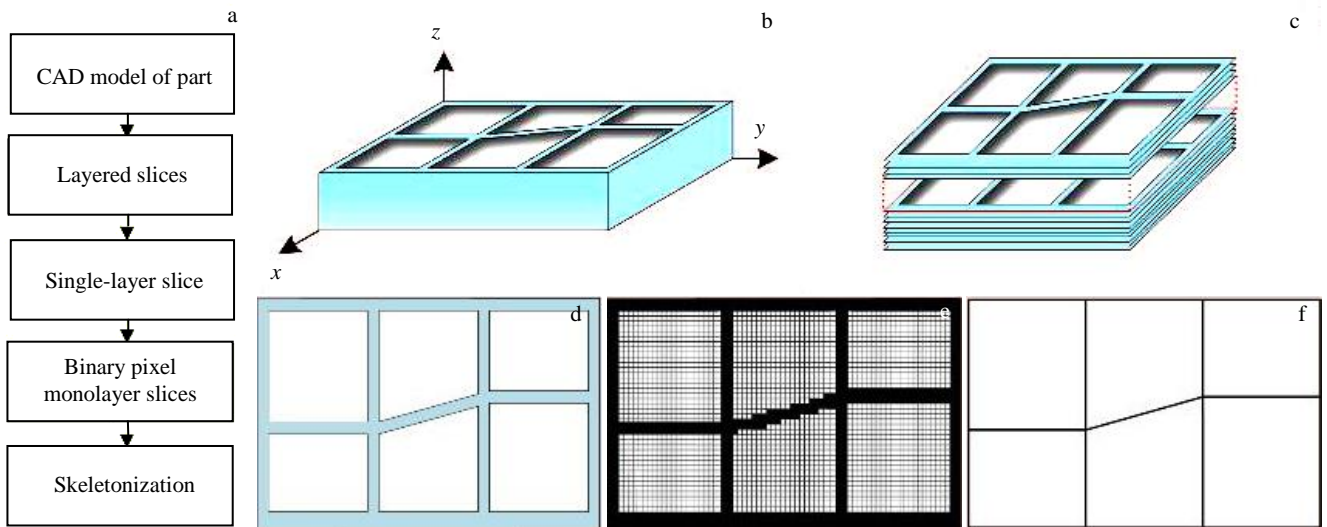 a
CAD model of part
Layered slices
Single-layer slice
Binary pixel
monolayer slices
Skeletonization
b
z
y
x
c
d
e
f